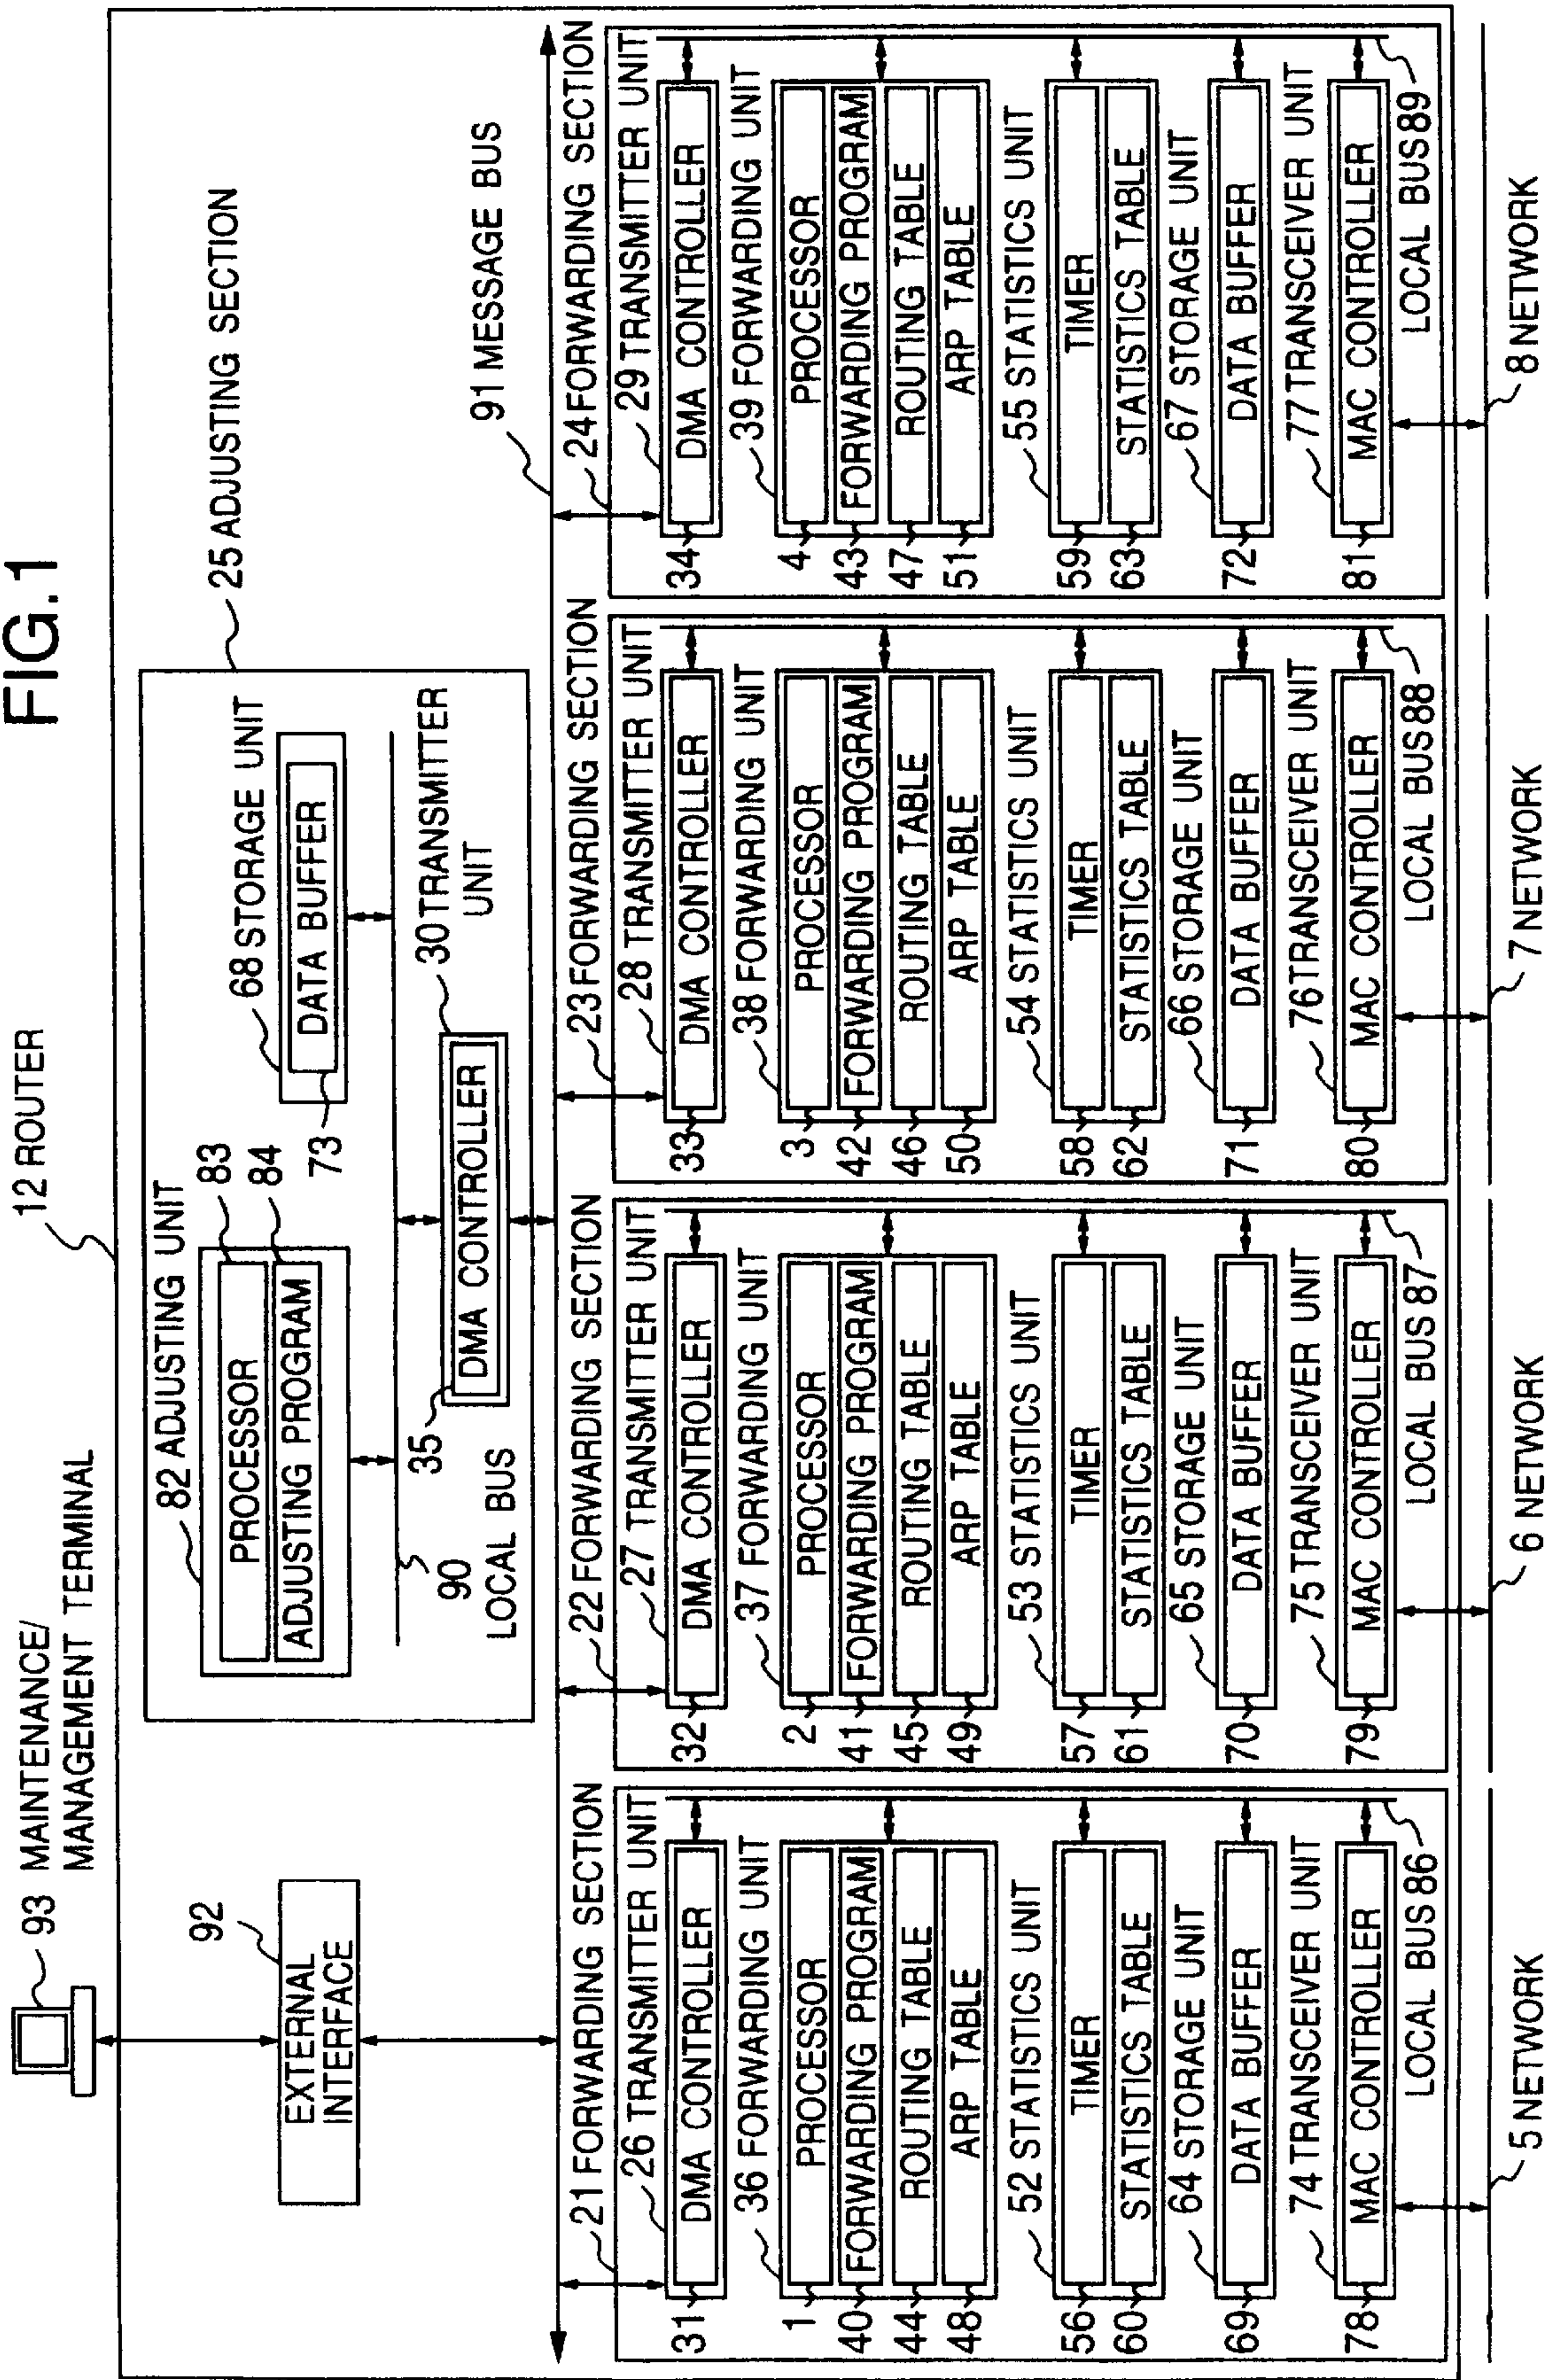 FIG.1
93 MAINTENANCE/
MANAGEMENT TERMINAL
12 ROUTER
92
EXTERNAL
INTERFACE
25 ADJUSTING SECTION
82 ADJUSTING UNIT
PROCESSOR
83
ADJUSTING PROGRAM
84
68 STORAGE UNIT
DATA BUFFER
73
90
LOCAL BUS
30 TRANSMITTER
UNIT
35
DMA CONTROLLER
91 MESSAGE BUS
21 FORWARDING SECTION
26 TRANSMITTER UNIT
31
DMA CONTROLLER
36 FORWARDING UNIT
1
PROCESSOR
40
FORWARDING PROGRAM
44
ROUTING TABLE
48
ARP TABLE
52 STATISTICS UNIT
56
TIMER
60
STATISTICS TABLE
64 STORAGE UNIT
69
DATA BUFFER
74 TRANSCEIVER UNIT
78
MAC CONTROLLER
LOCAL BUS 86
5 NETWORK
22 FORWARDING SECTION
27 TRANSMITTER UNIT
32
DMA CONTROLLER
37 FORWARDING UNIT
2
PROCESSOR
41
FORWARDING PROGRAM
45
ROUTING TABLE
49
ARP TABLE
53 STATISTICS UNIT
57
TIMER
61
STATISTICS TABLE
65 STORAGE UNIT
70
DATA BUFFER
75 TRANSCEIVER UNIT
79
MAC CONTROLLER
LOCAL BUS 87
6 NETWORK
23 FORWARDING SECTION
28 TRANSMITTER UNIT
33
DMA CONTROLLER
38 FORWARDING UNIT
3
PROCESSOR
42
FORWARDING PROGRAM
46
ROUTING TABLE
50
ARP TABLE
54 STATISTICS UNIT
58
TIMER
62
STATISTICS TABLE
66 STORAGE UNIT
71
DATA BUFFER
76 TRANSCEIVER UNIT
80
MAC CONTROLLER
LOCAL BUS 88
7 NETWORK
24 FORWARDING SECTION
29 TRANSMITTER UNIT
34
DMA CONTROLLER
39 FORWARDING UNIT
4
PROCESSOR
43
FORWARDING PROGRAM
47
ROUTING TABLE
51
ARP TABLE
55 STATISTICS UNIT
59
TIMER
63
STATISTICS TABLE
67 STORAGE UNIT
72
DATA BUFFER
77 TRANSCEIVER UNIT
81
MAC CONTROLLER
LOCAL BUS 89
8 NETWORK